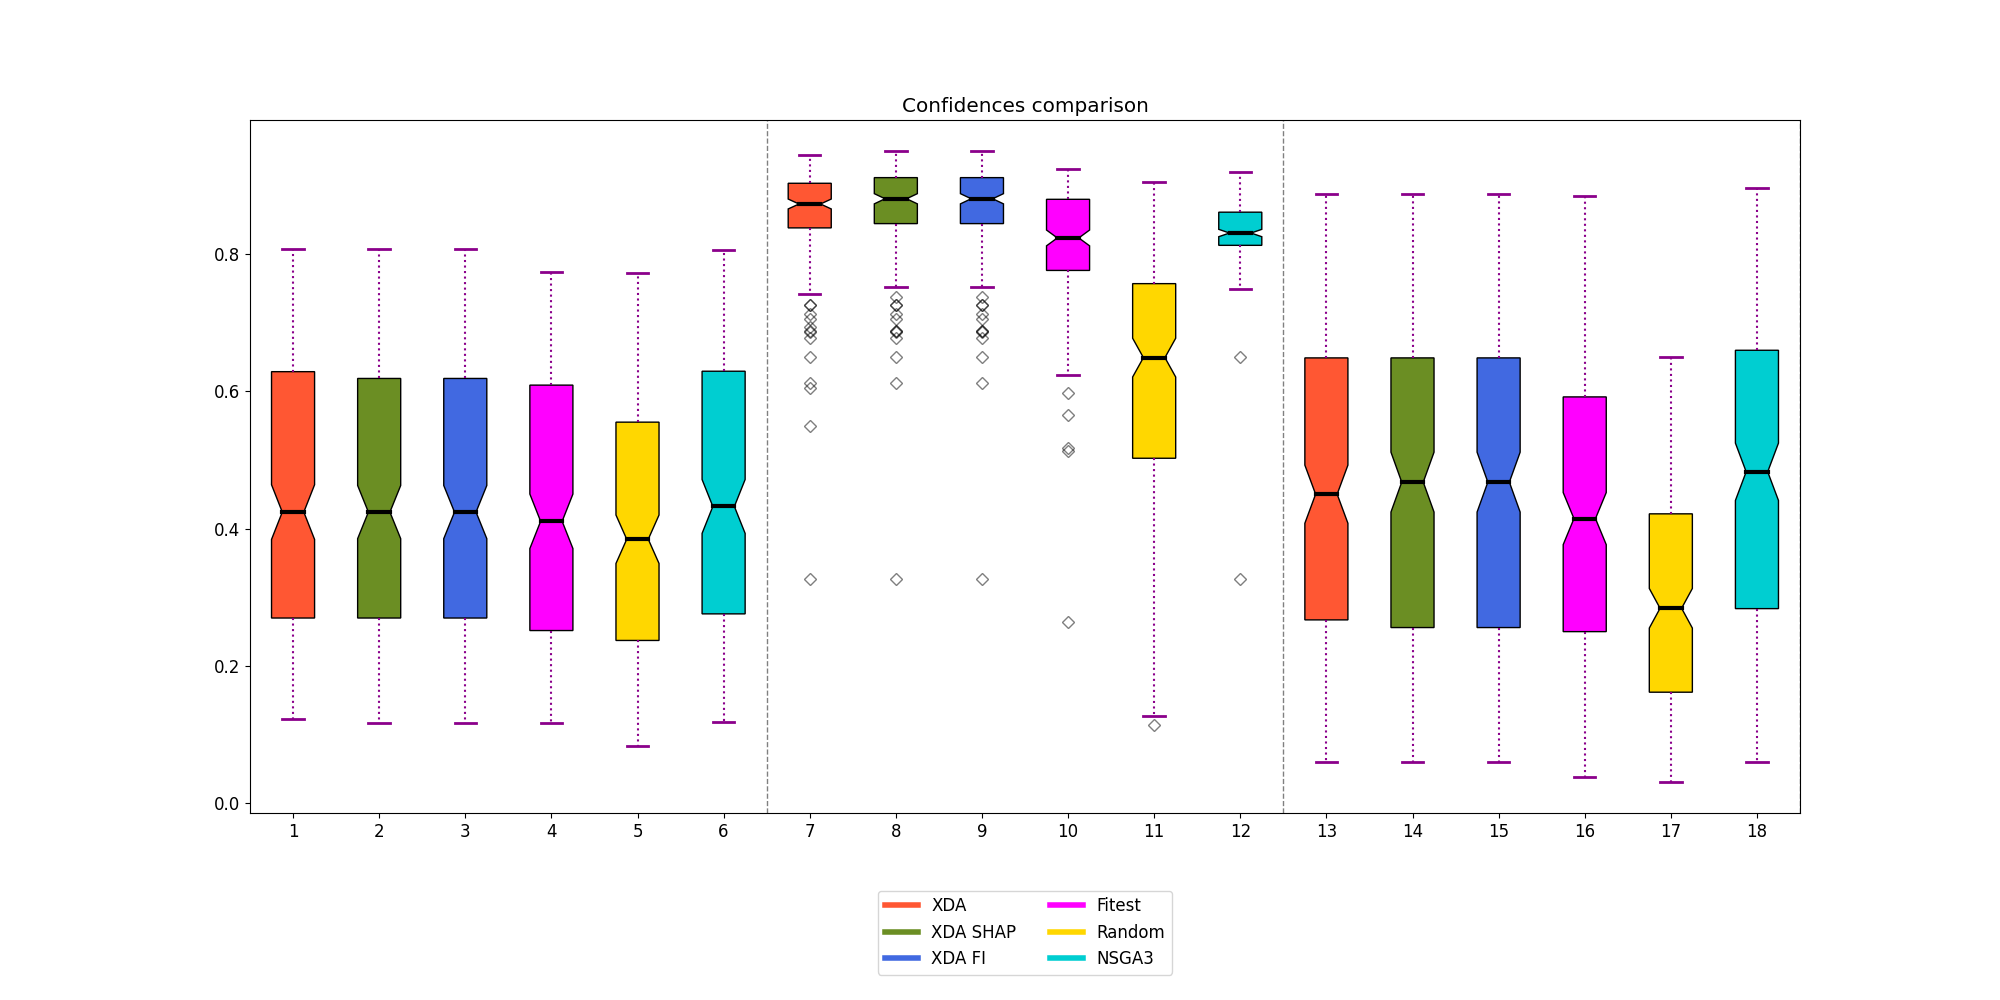 Confidences comparison
0.8
0.6
0.4
0.2
0.0
1 2 3 4 5 6 7 8 9 10 11 12 13 14 15 16 17 18
XDA
XDA SHAP
XDA FI
Fitest
Random
NSGA3